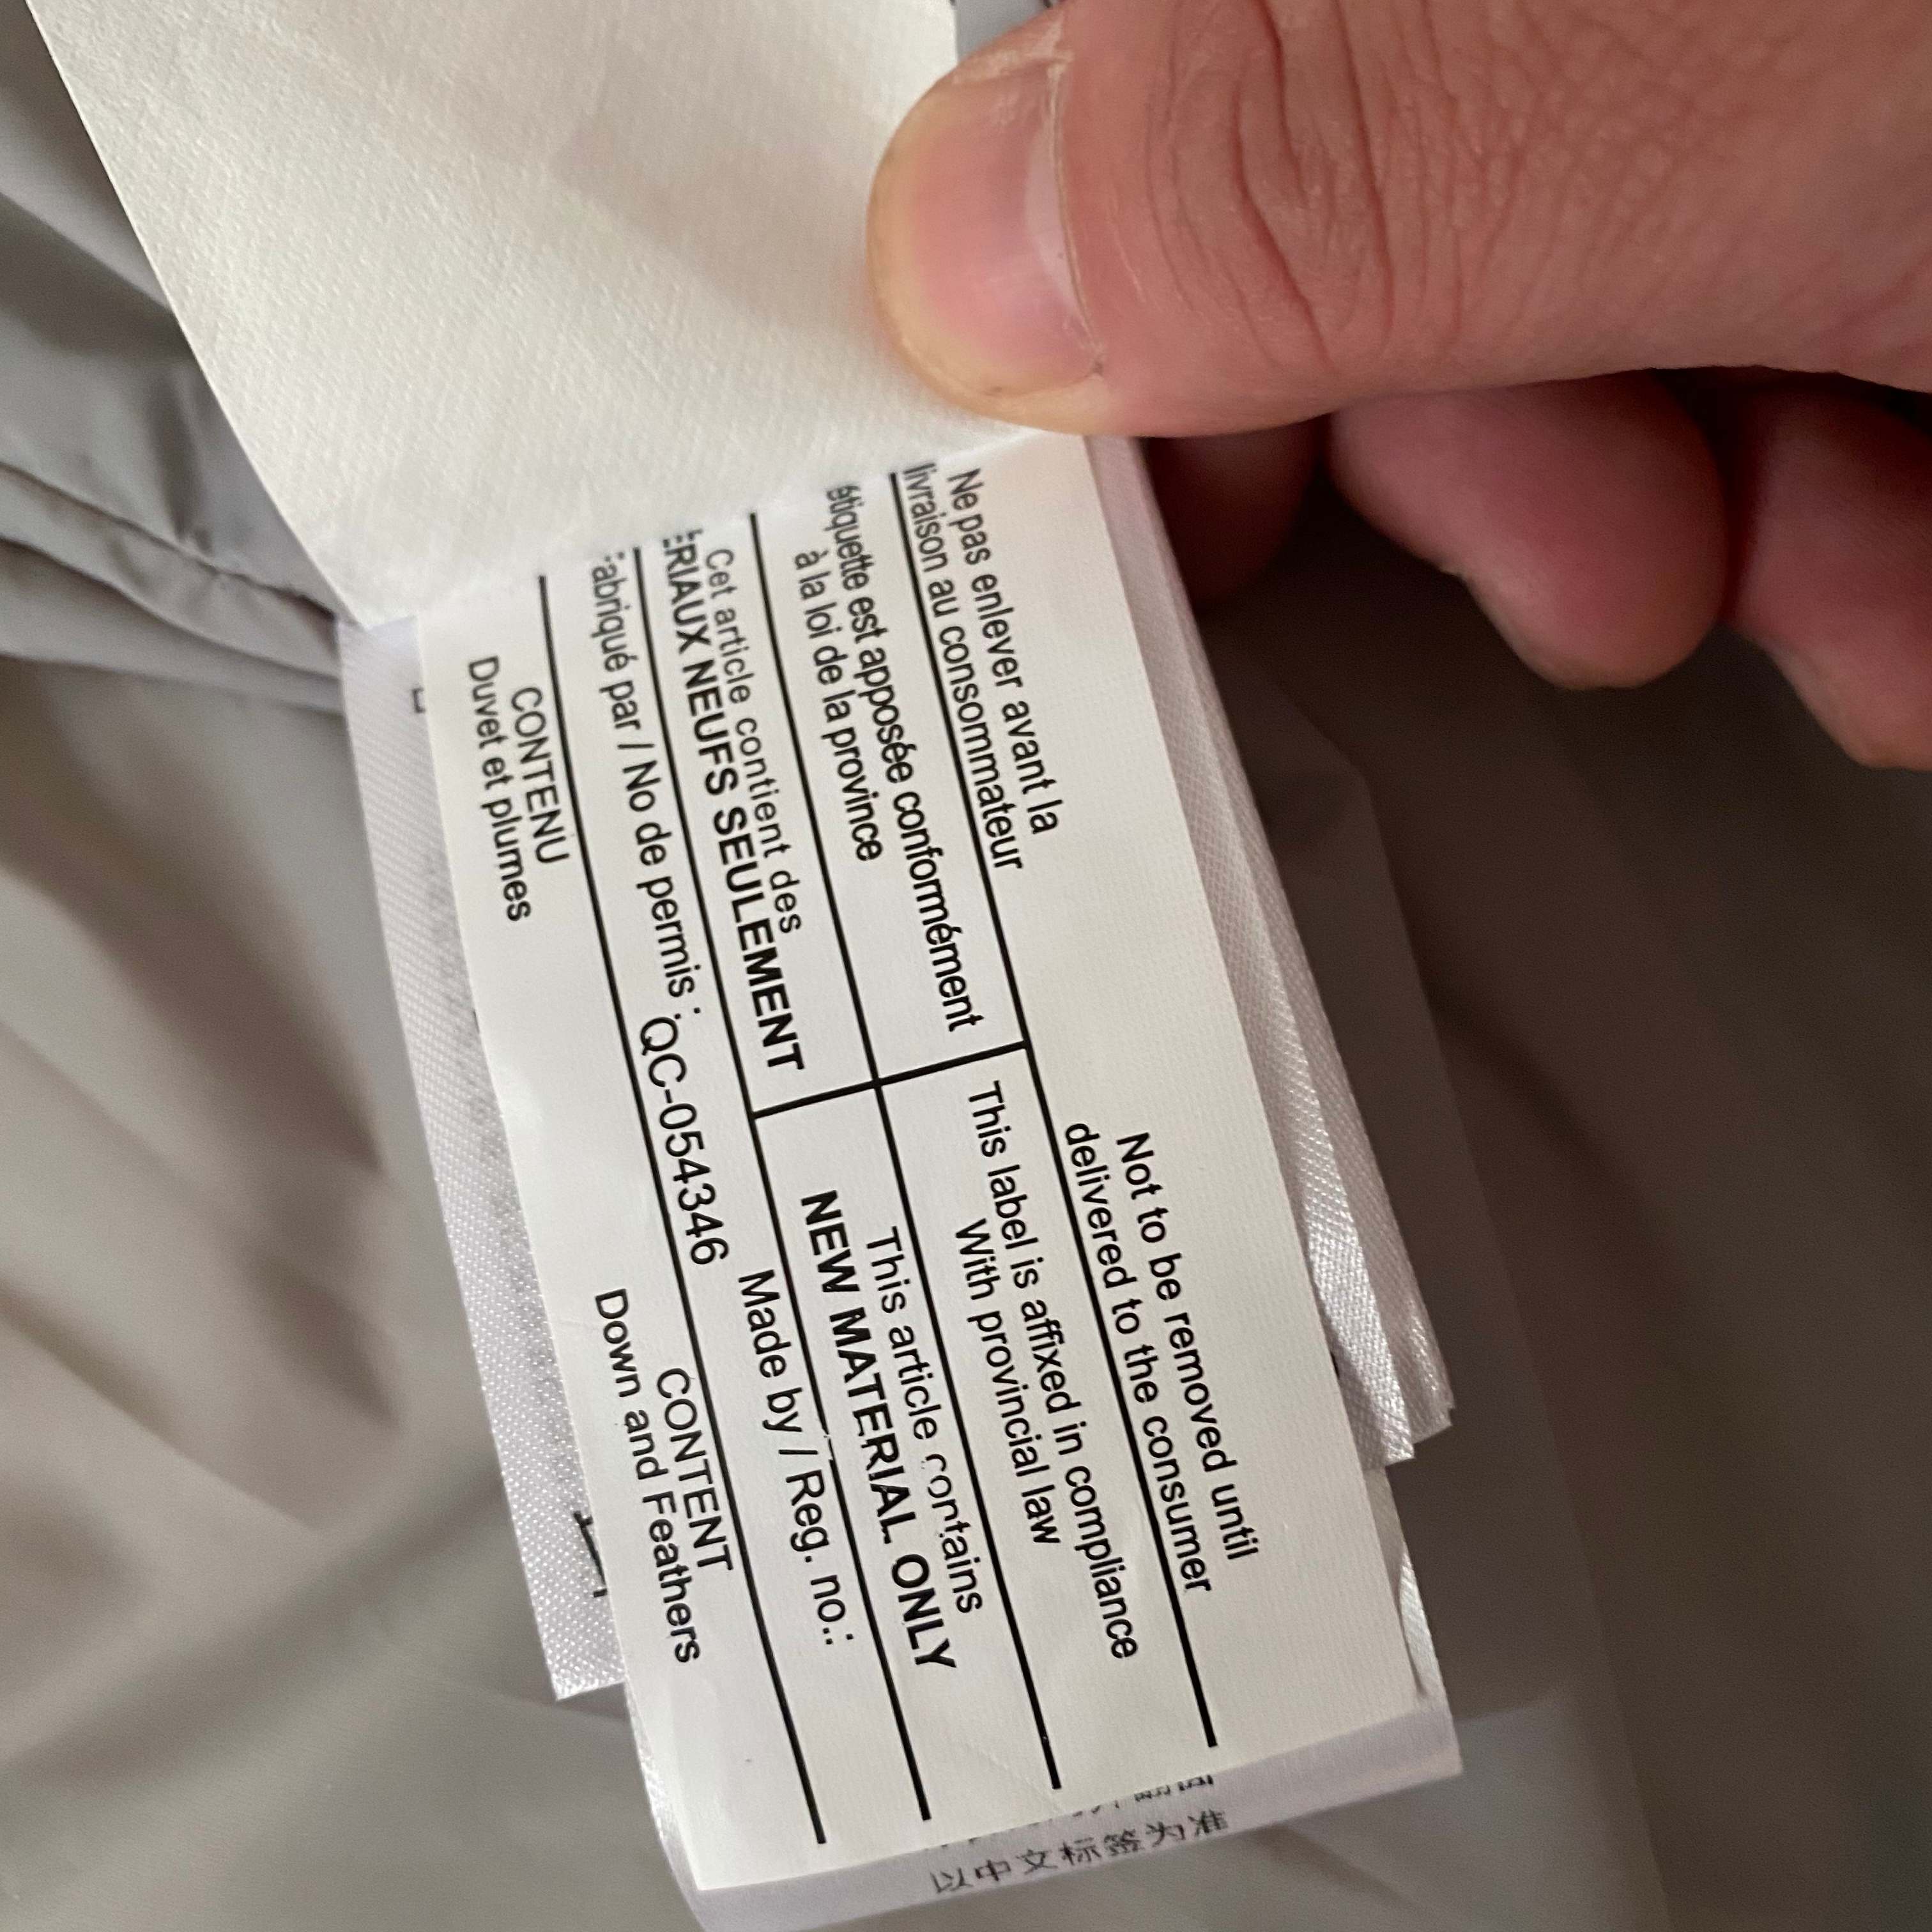 Ne pas enlever avant la
livraison au consommateur
Not to be removed until
delivered to the consumer
étiquette est apposée conformément
à la loi de la province
This label is affixed in compliance
With provincial law
Cet article contient des
ÉRIAUX NEUFS SEULEMENT
This article contains
NEW MATERIAL ONLY
Fabriqué par / No de permis : QC-054346 Made by / Reg. no.:
CONTENU
Duvet et plumes
CONTENT
Down and Feathers
以中文标签为准